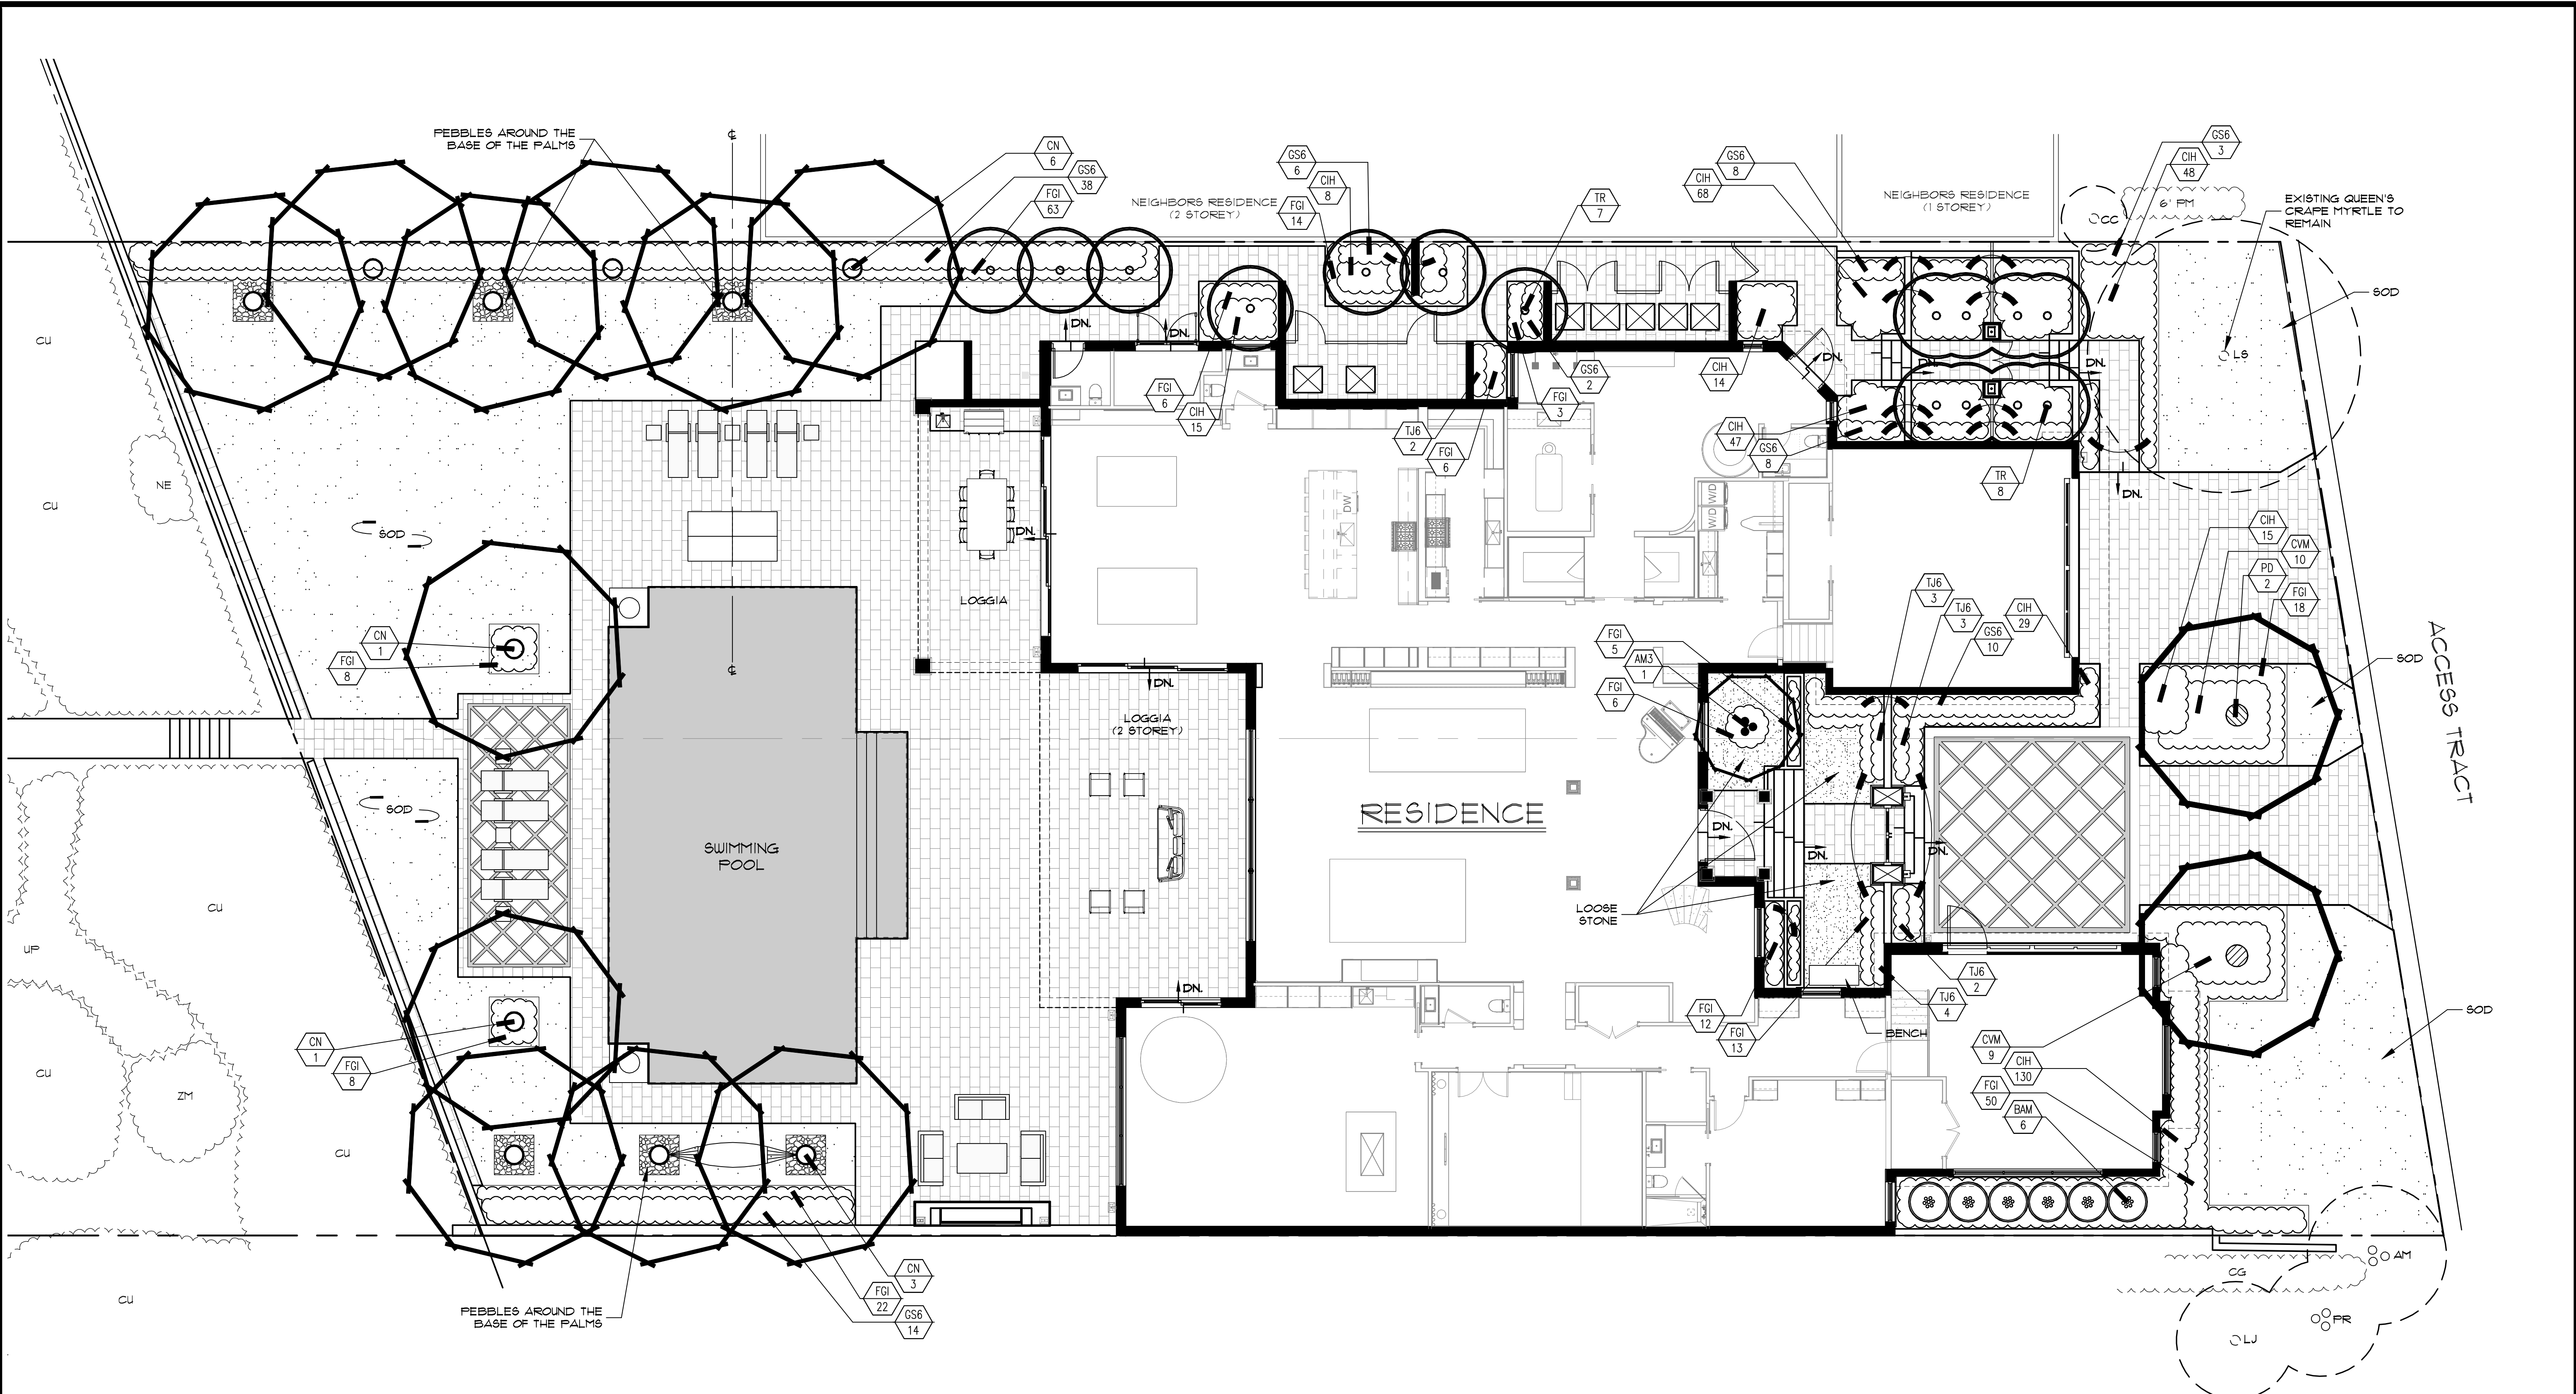 PEBBLES AROUND THE
BASE OF THE PALMS
℄
CN
6
GS6
38
FGI
63
NEIGHBORS RESIDENCE
(2 STOREY)
GS6
6
CIH
8
FGI
14
TR
7
GS6
8
CIH
68
NEIGHBORS RESIDENCE
(1 STOREY)
GS6
3
CIH
48
CC
6' PM
EXISTING QUEEN'S
CRAPE MYRTLE TO
REMAIN
SOD
LS
CU
CU
NE
SOD
DN.
DN.
FGI
6
CIH
15
TJ6
2
FGI
6
GS6
2
FGI
3
CIH
14
DN.
CIH
47
GS6
8
DN.
DN.
TR
8
DN.
DN.
LOGGIA
DW
W/D
W/D
℄
CN
1
FGI
8
DN.
LOGGIA
(2 STOREY)
FGI
5
AM3
1
FGI
6
TJ6
3
TJ6
3
GS6
10
CIH
29
CIH
15
CVM
10
PD
2
FGI
18
SOD
ACCESS TRACT
SOD
SWIMMING
POOL
RESIDENCE
DN.
DN.
DN.
LOOSE
STONE
CU
UP
CU
ZM
CU
CU
CN
1
FGI
8
DN.
FGI
12
FGI
13
BENCH
TJ6
2
TJ6
4
CVM
9
CIH
130
FGI
50
BAM
6
SOD
PEBBLES AROUND THE
BASE OF THE PALMS
CN
3
FGI
22
GS6
14
AM
CG
PR
LJ